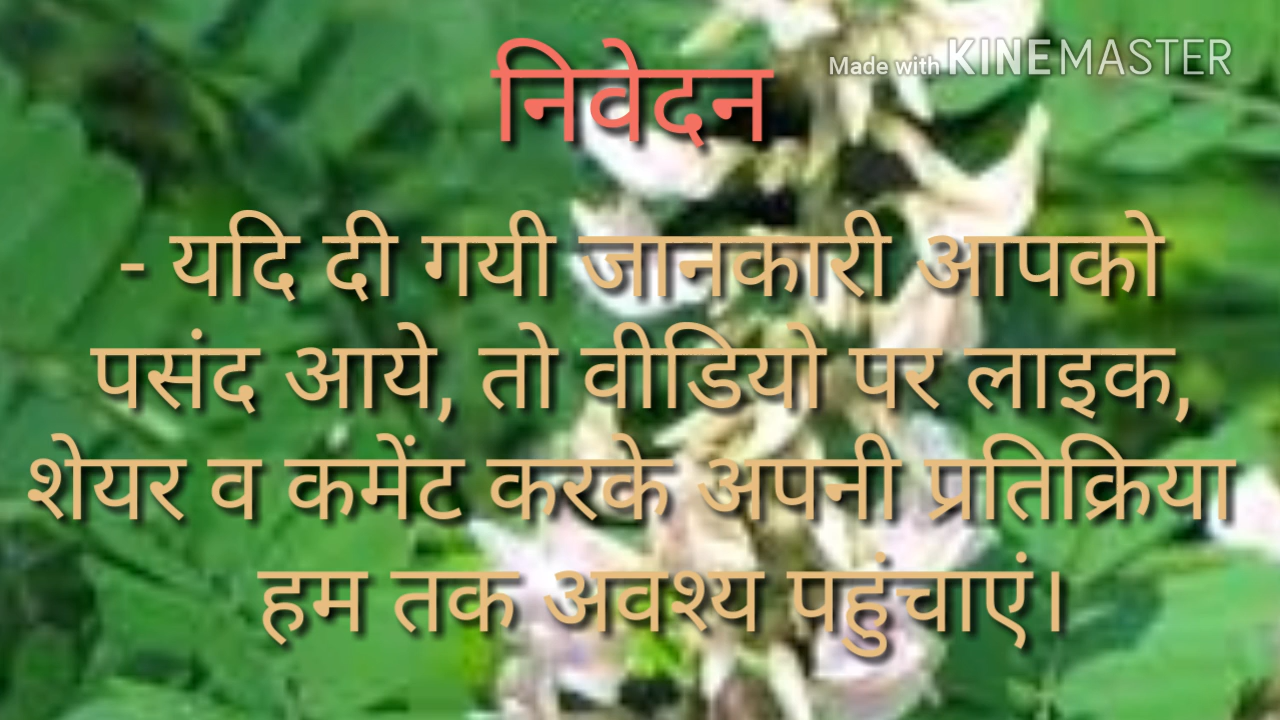 निवेदन
Made with KINEMASTER
- यदि दी गयी जानकारी आपको
पसंद आये, तो वीडियो पर लाइक,
शेयर व कमेंट करके अपनी प्रतिक्रिया
हम तक अवश्य पहुंचाएं।